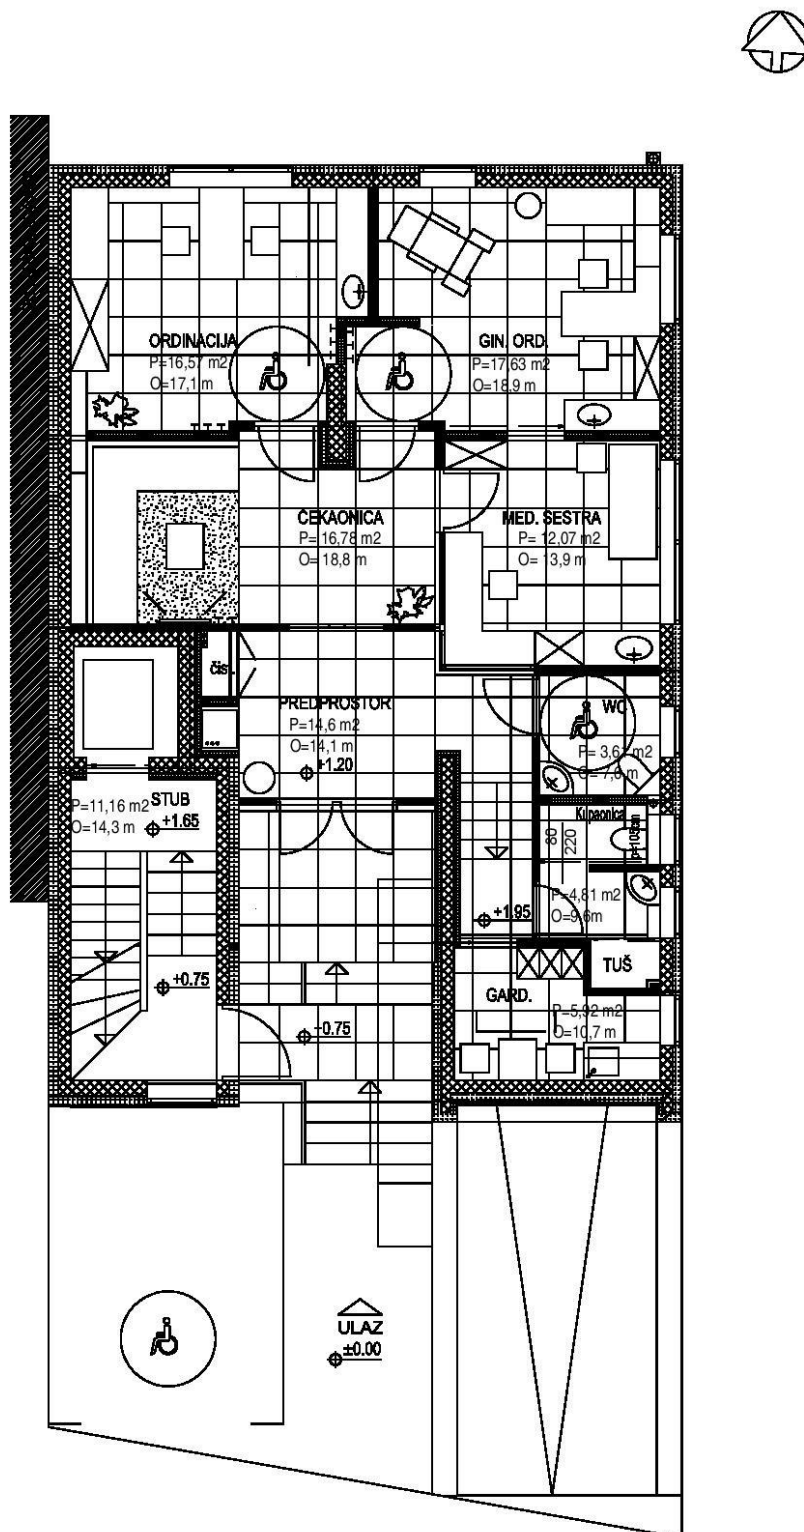 ORDINACIJA
P=16,57 m2
O=17,1 m
GIN. ORD.
P=17,63 m2
O=18,9 m
ČEKAONICA
P= 16,78 m2
O= 18,8 m
MED. SESTRA
P= 12,07 m2
O= 13,9 m
čis.
PREDPROSTOR
P=14,6 m2
O=14,1 m
+1.20
WC
P= 3,61 m2
O= 7,6 m
STUB
P=11,16 m2
O=14,3 m
+1.65
Kupaonica
80
220
p=105cm
P=4,81 m2
O=9,6m
+1.95
TUŠ
GARD.
P=5,92 m2
O=10,7 m
+0.75
-0.75
ULAZ
±0.00